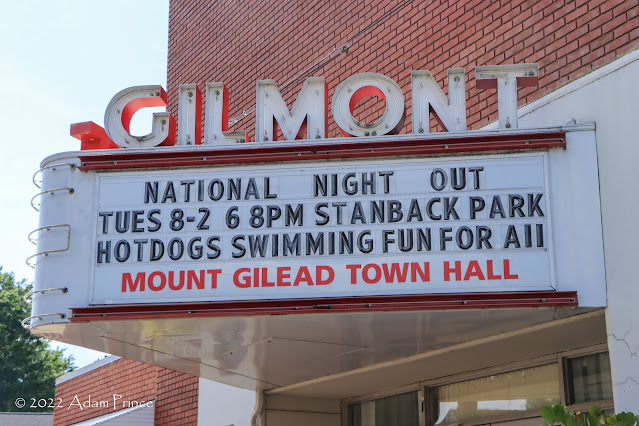 GILMONT
NATIONAL NIGHT OUT
TUES 8-2 6 8PM STANBACK PARK
HOTDOGS SWIMMING FUN FOR All
MOUNT GILEAD TOWN HALL
© 2022 Adam Prince